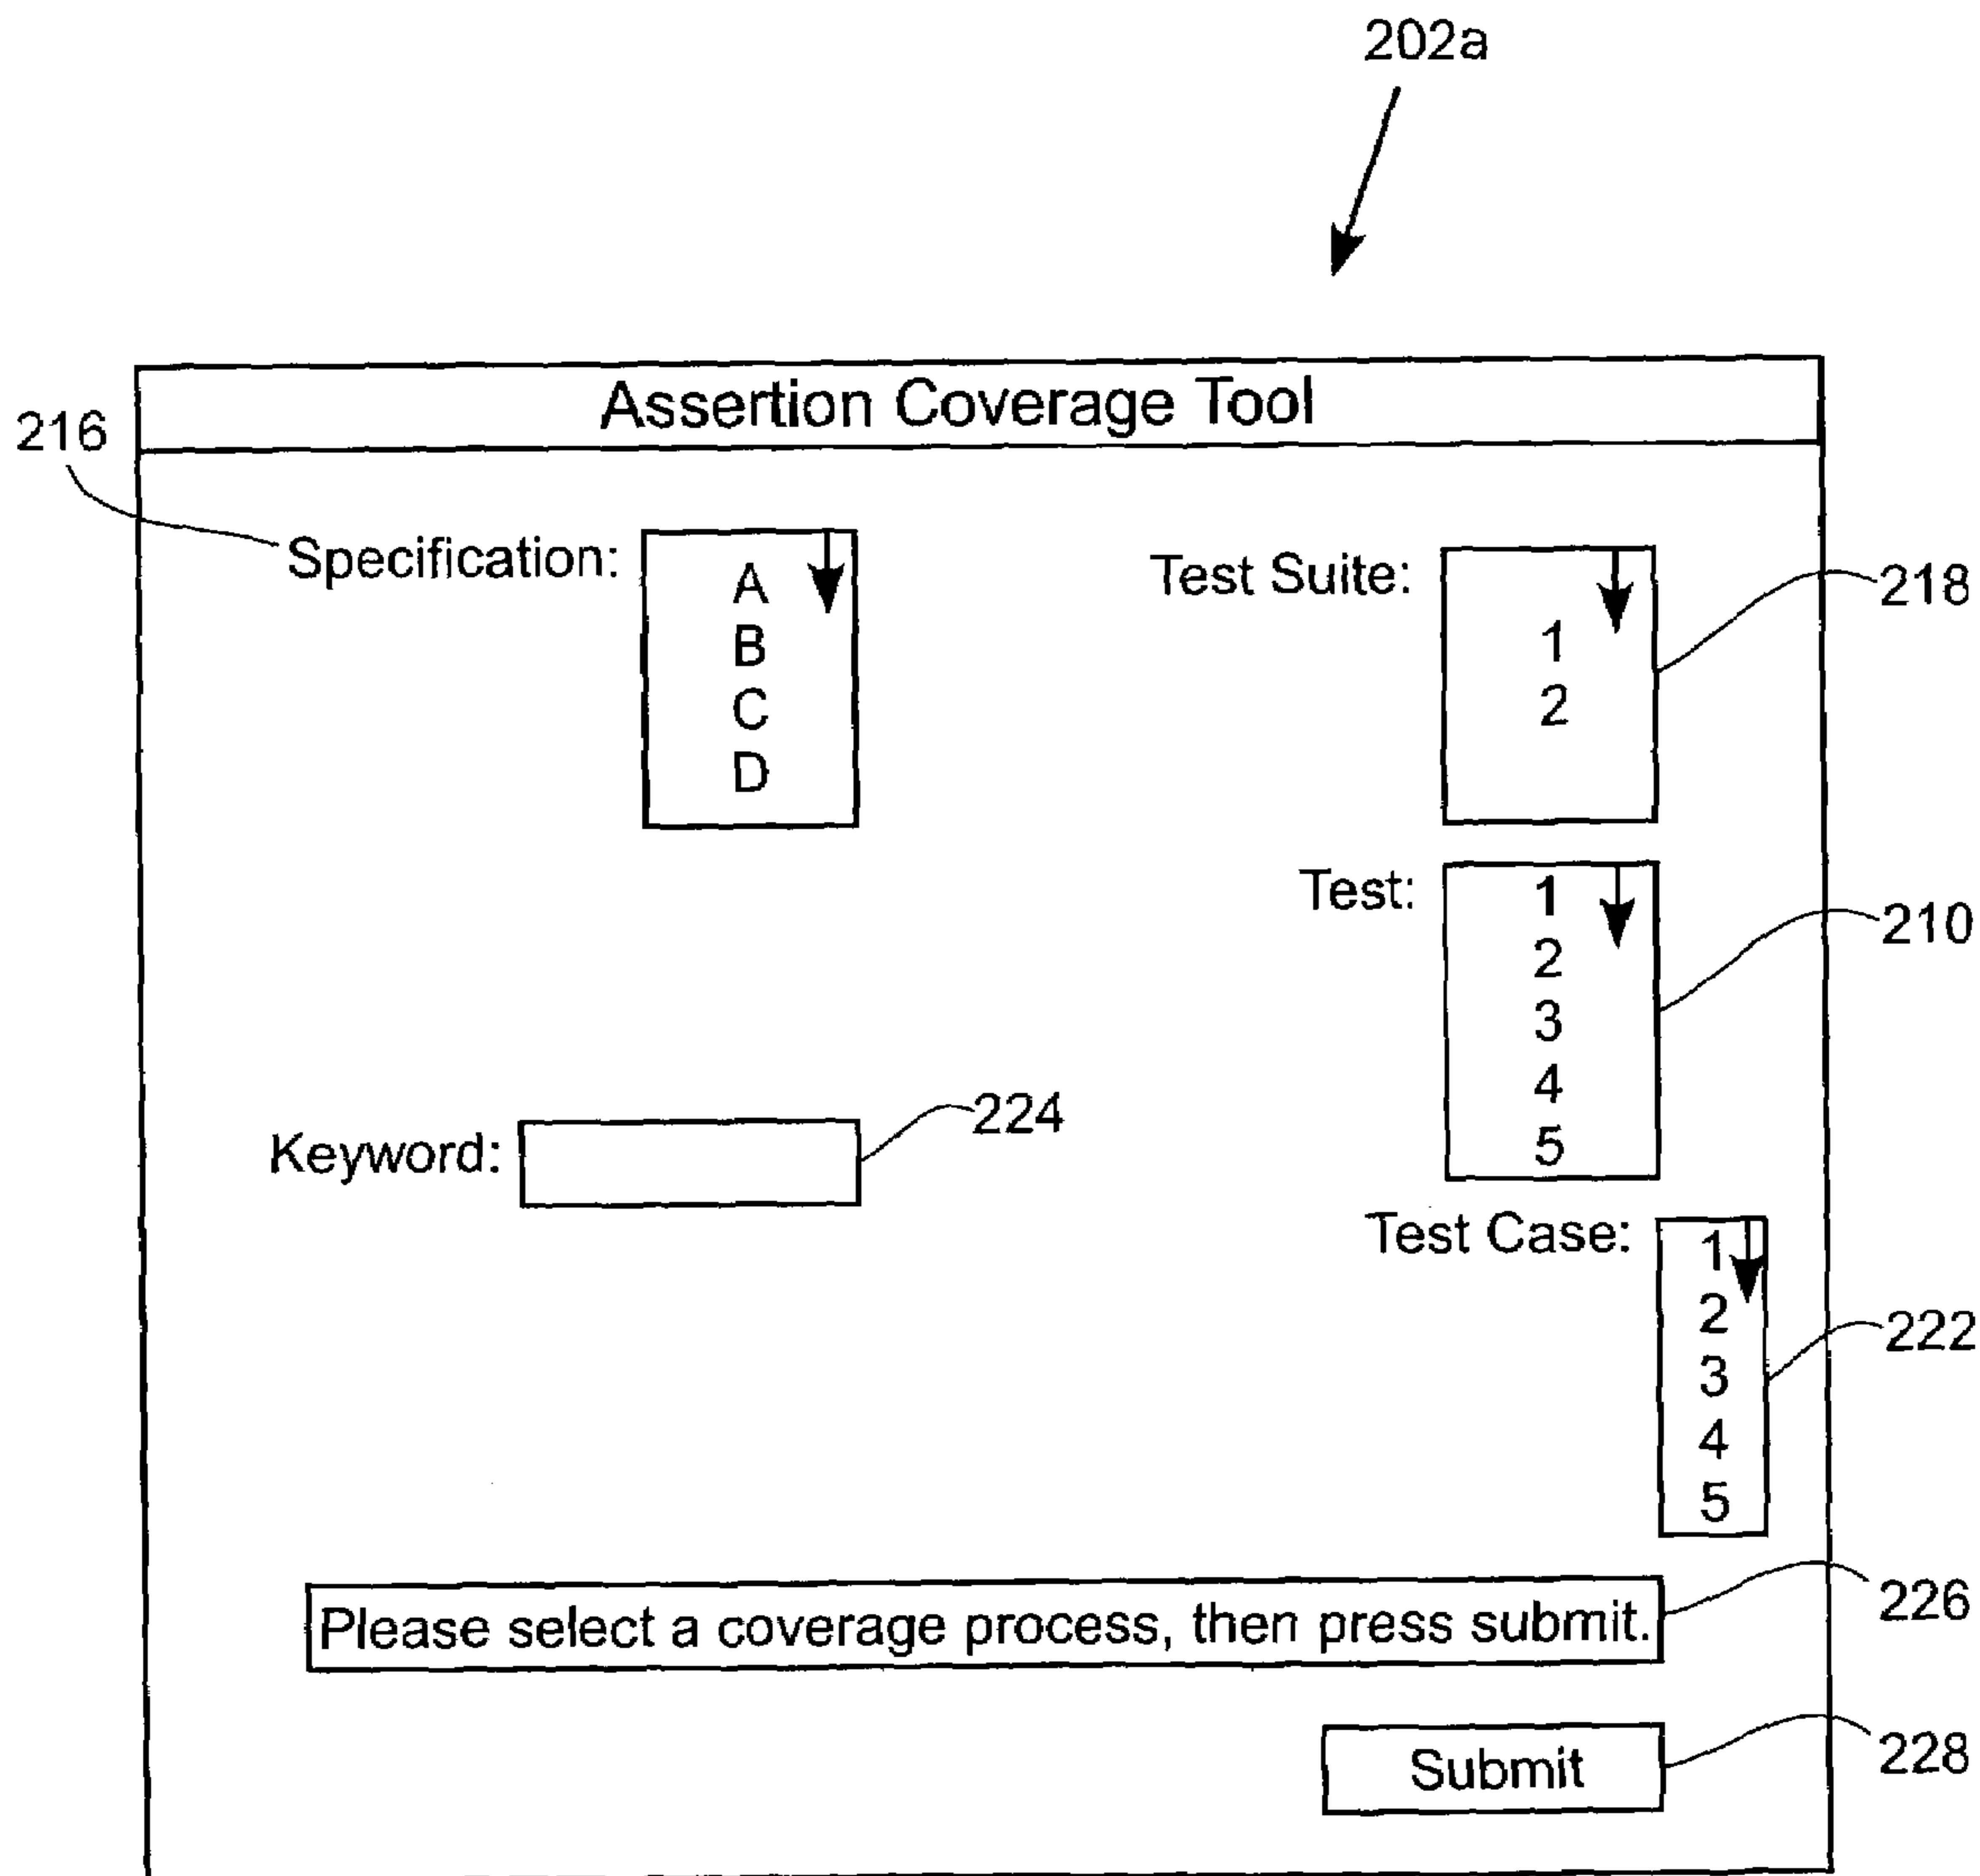 202a
Assertion Coverage Tool
216
Specification:
A
B
C
D
Test Suite:
1
2
218
Test:
1
2
3
4
5
210
Keyword:
224
Test Case:
1
2
3
4
5
222
Please select a coverage process, then press submit.
226
Submit
228